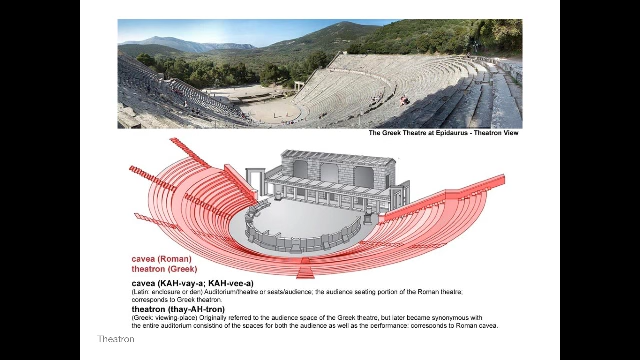 The Greek Theatre at Epidaurus - Theatron View
cavea (Roman)
theatron (Greek)
cavea (KAH-vay-a; KAH-vee-a)
(Latin: enclosure or den) Auditorium/theatre or seats/audience; the audience seating portion of the Roman theatre;
corresponds to Greek theatron.
theatron (thay-AH-tron)
(Greek: viewing-place) Originally referred to the audience space of the Greek theatre, but later became synonymous with
the entire auditorium consisting of the spaces for both the audience as well as the performance: corresponds to Roman cavea.
Theatron